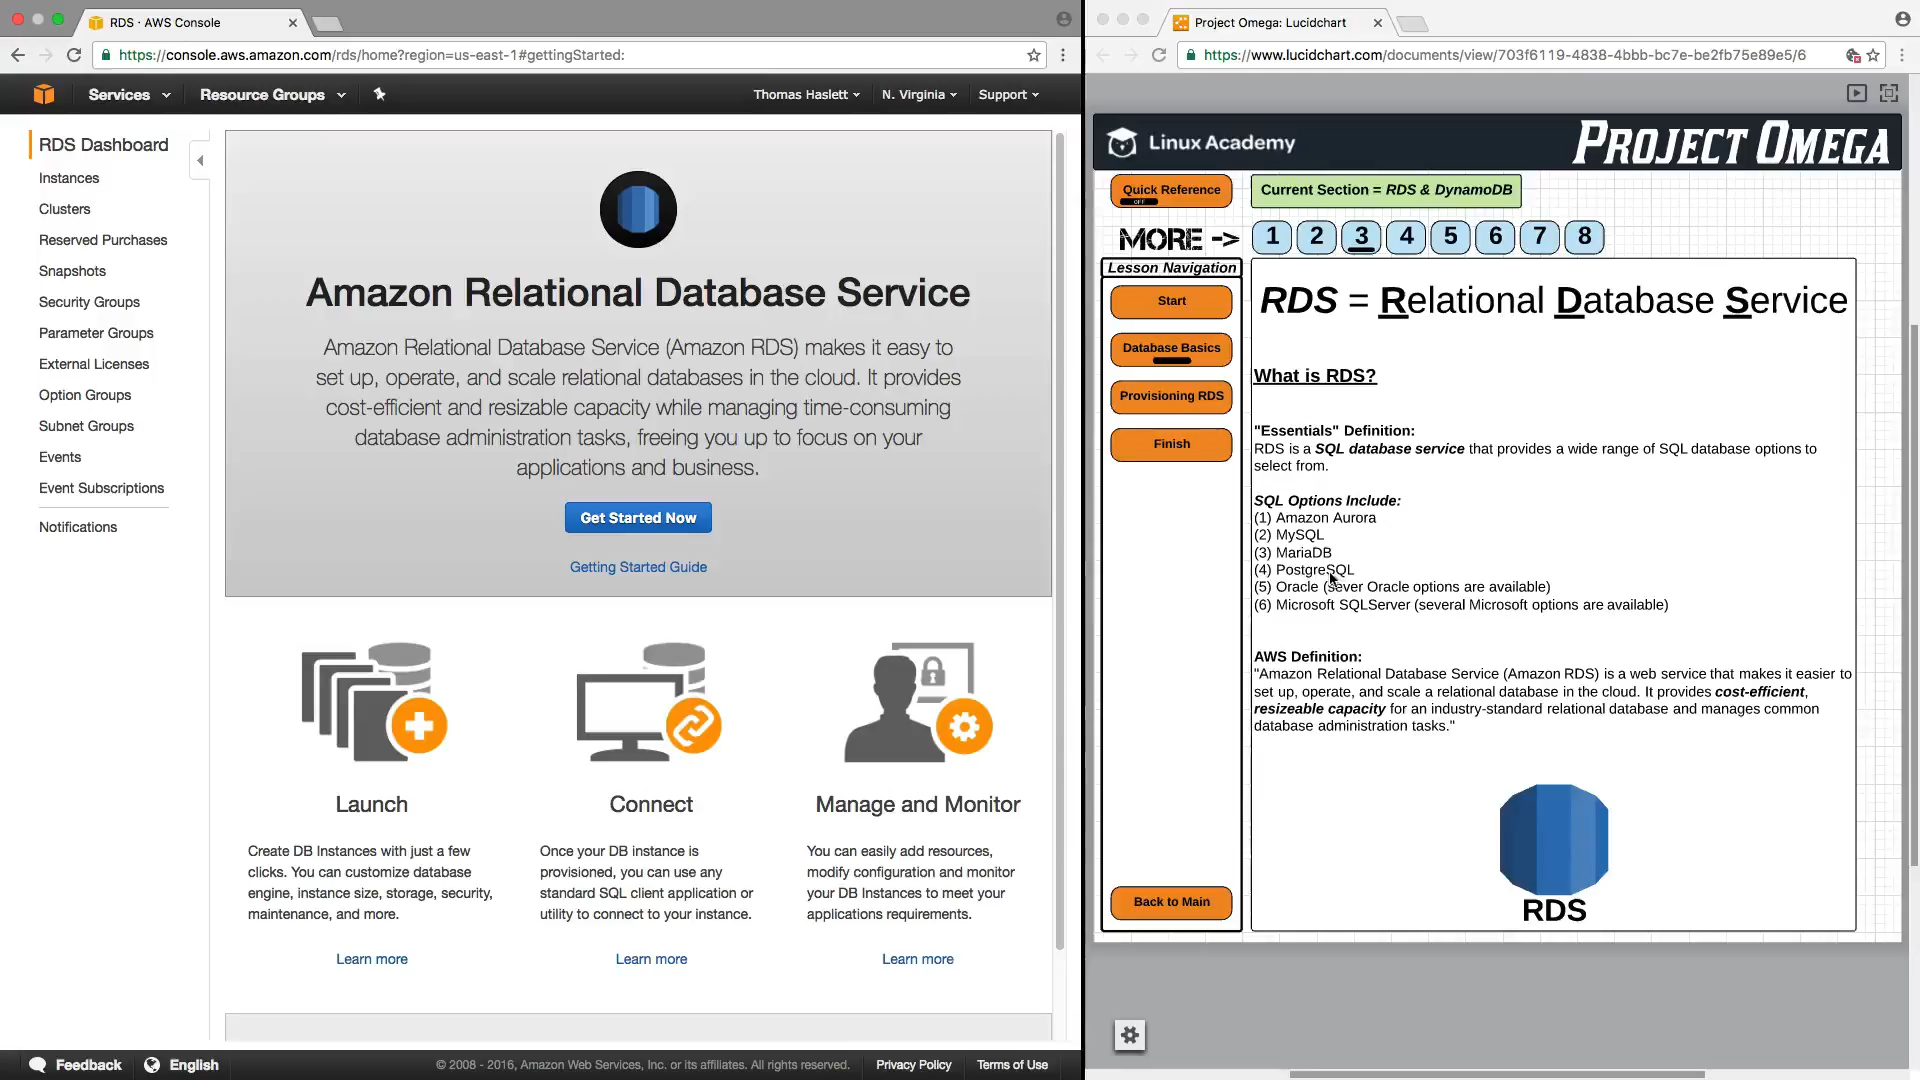 RDS · AWS Console
https://console.aws.amazon.com/rds/home?region=us-east-1#gettingStarted:
Services
Resource Groups
Thomas Haslett
N. Virginia
Support
RDS Dashboard
Instances
Clusters
Reserved Purchases
Snapshots
Security Groups
Parameter Groups
External Licenses
Option Groups
Subnet Groups
Events
Event Subscriptions
Notifications
Amazon Relational Database Service
Amazon Relational Database Service (Amazon RDS) makes it easy to
set up, operate, and scale relational databases in the cloud. It provides
cost-efficient and resizable capacity while managing time-consuming
database administration tasks, freeing you up to focus on your
applications and business.
Get Started Now
Getting Started Guide
Launch
Create DB Instances with just a few
clicks. You can customize database
engine, instance size, storage, security,
maintenance, and more.
Learn more
Connect
Once your DB instance is
provisioned, you can use any
standard SQL client application or
utility to connect to your instance.
Learn more
Manage and Monitor
You can easily add resources,
modify configuration and monitor
your DB Instances to meet your
applications requirements.
Learn more
Feedback
English
© 2008 - 2016, Amazon Web Services, Inc. or its affiliates. All rights reserved.
Privacy Policy
Terms of Use
Project Omega: Lucidchart
https://www.lucidchart.com/documents/view/703f6119-4838-4bbb-bc7e-be2fb75e89e5/6
Linux Academy
PROJECT OMEGA
Quick Reference
OFF
Current Section = RDS & DynamoDB
MORE ->
1 2 3 4 5 6 7 8
Lesson Navigation
Start
Database Basics
Provisioning RDS
Finish
Back to Main
RDS = Relational Database Service
What is RDS?
"Essentials" Definition:
RDS is a SQL database service that provides a wide range of SQL database options to
select from.
SQL Options Include:
(1) Amazon Aurora
(2) MySQL
(3) MariaDB
(4) PostgreSQL
(5) Oracle (sever Oracle options are available)
(6) Microsoft SQLServer (several Microsoft options are available)
AWS Definition:
"Amazon Relational Database Service (Amazon RDS) is a web service that makes it easier to
set up, operate, and scale a relational database in the cloud. It provides cost-efficient,
resizeable capacity for an industry-standard relational database and manages common
database administration tasks."
RDS